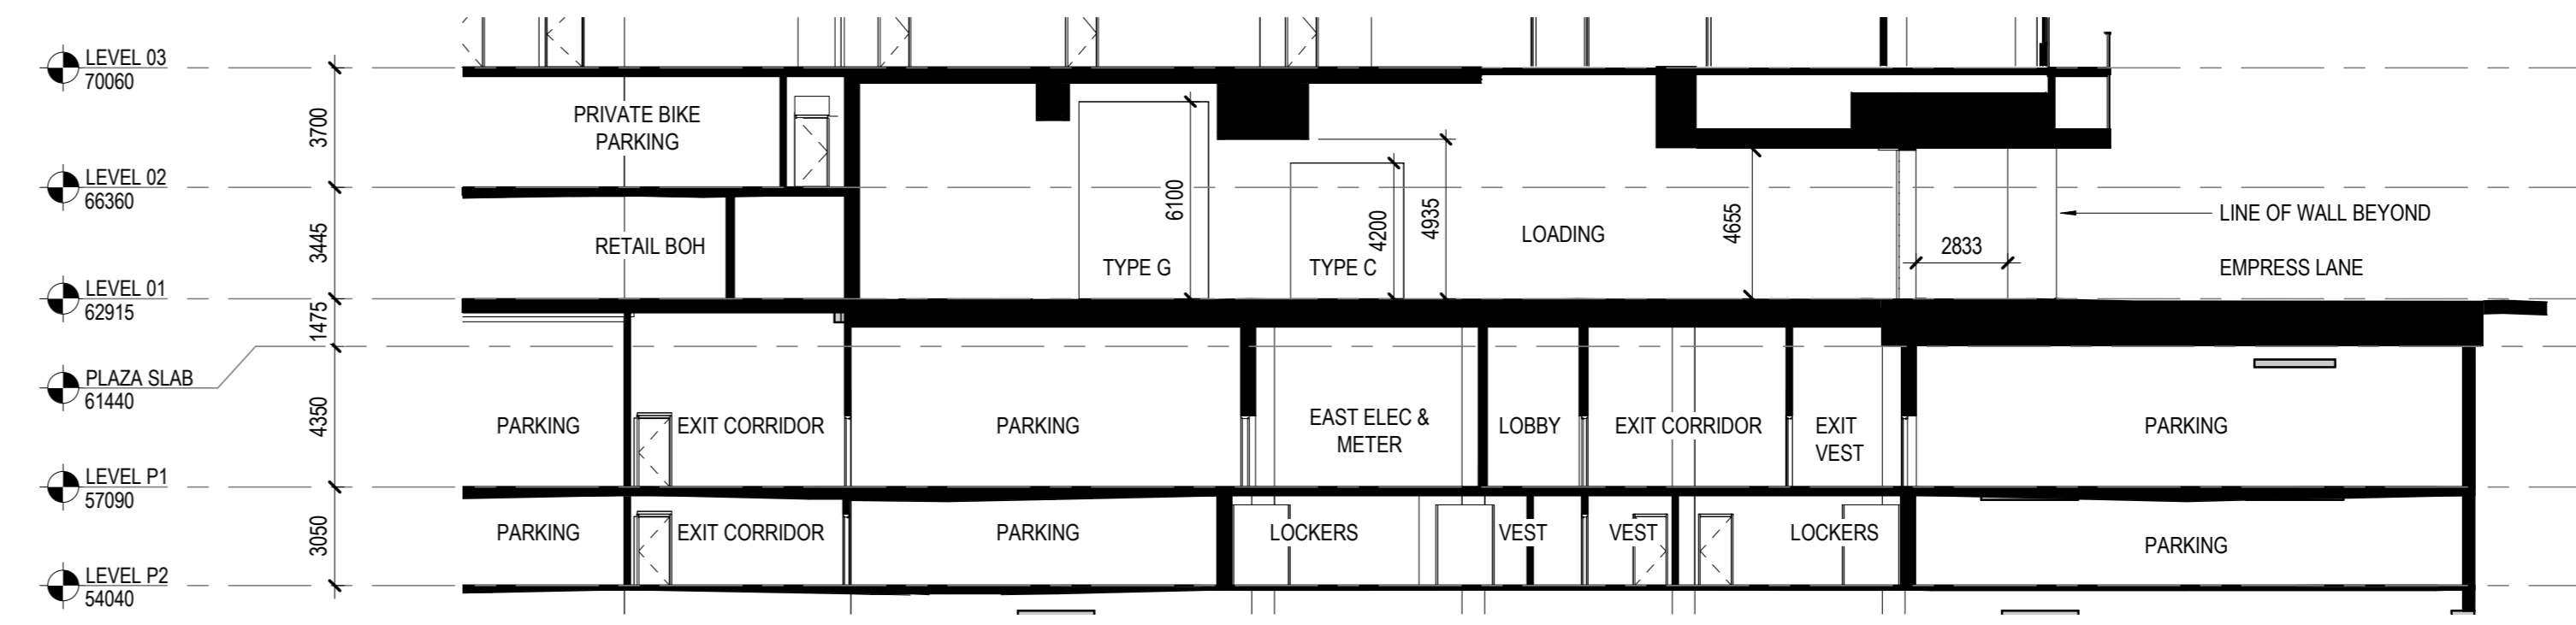 LEVEL 03
70060
3700
PRIVATE BIKE
PARKING
LEVEL 02
66360
6100
4200
4935
4655
LINE OF WALL BEYOND
3445
RETAIL BOH
LOADING
2833
TYPE G
TYPE C
EMPRESS LANE
LEVEL 01
62915
1475
PLAZA SLAB
61440
4350
PARKING
EXIT CORRIDOR
PARKING
EAST ELEC &
METER
LOBBY
EXIT CORRIDOR
EXIT
VEST
PARKING
LEVEL P1
57090
3050
PARKING
EXIT CORRIDOR
PARKING
LOCKERS
VEST
VEST
LOCKERS
PARKING
LEVEL P2
54040